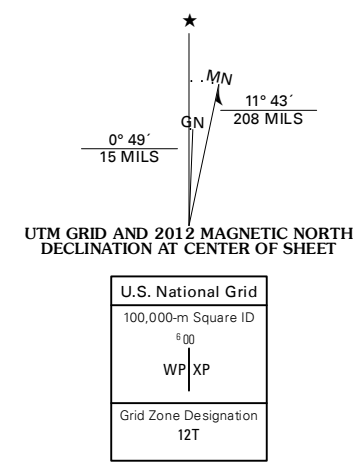 ★
MN
GN
11° 43´
208 MILS
0° 49´
15 MILS
UTM GRID AND 2012 MAGNETIC NORTH
DECLINATION AT CENTER OF SHEET
U.S. National Grid
100,000-m Square ID
6 00
WP XP
Grid Zone Designation
12T